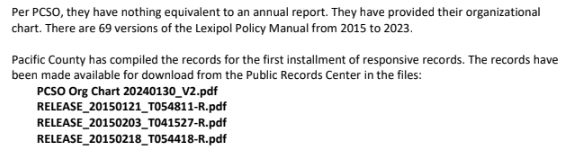 Per PCSO, they have nothing equivalent to an annual report. They have provided their organizational
chart. There are 69 versions of the Lexipol Policy Manual from 2015 to 2023.
Pacific County has compiled the records for the first installment of responsive records. The records have
been made available for download from the Public Records Center in the files:
PCSO Org Chart 20240130_V2.pdf
RELEASE_20150121_T054811-R.pdf
RELEASE_20150203_T041527-R.pdf
RELEASE_20150218_T054418-R.pdf